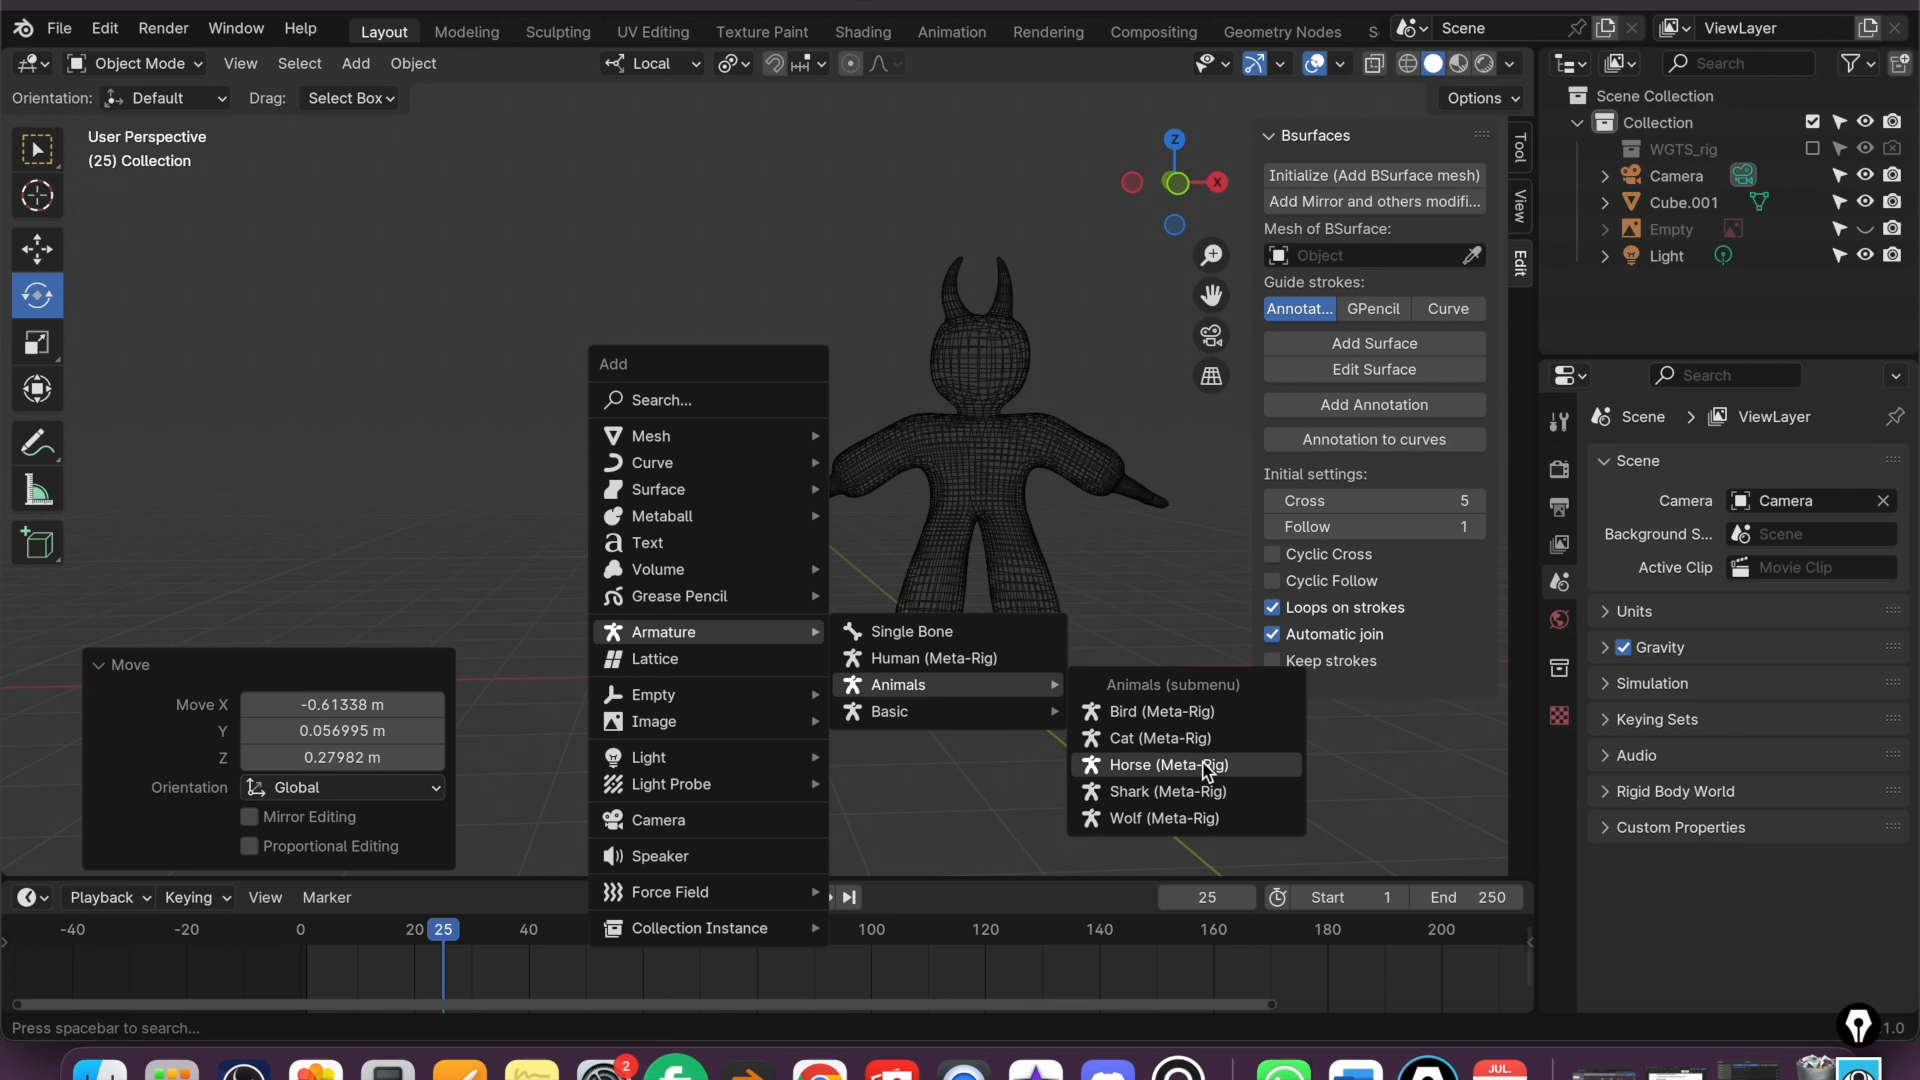 File Edit Render Window Help Layout Modeling Sculpting UV Editing Texture Paint Shading Animation Rendering Compositing Geometry Nodes S Scene ViewLayer
Object Mode View Select Add Object Local Search
Orientation: Default Drag: Select Box Options
User Perspective
(25) Collection
Z
X
Bsurfaces
Initialize (Add BSurface mesh)
Add Mirror and others modifi...
Mesh of BSurface:
Object
Guide strokes:
Annotat... GPencil Curve
Add Surface
Edit Surface
Add Annotation
Annotation to curves
Initial settings:
Cross 5
Follow 1
Cyclic Cross
Cyclic Follow
Loops on strokes
Automatic join
Keep strokes
Tool
View
Edit
Scene Collection
Collection
WGTS_rig
Camera
Cube.001
Empty
Light
Search
Scene ViewLayer
Scene
Camera Camera
Background S... Scene
Active Clip Movie Clip
Units
Gravity
Simulation
Keying Sets
Audio
Rigid Body World
Custom Properties
Add
Search...
Mesh
Curve
Surface
Metaball
Text
Volume
Grease Pencil
Armature
Lattice
Empty
Image
Light
Light Probe
Camera
Speaker
Force Field
Collection Instance
Single Bone
Human (Meta-Rig)
Animals
Basic
Animals (submenu)
Bird (Meta-Rig)
Cat (Meta-Rig)
Horse (Meta-Rig)
Shark (Meta-Rig)
Wolf (Meta-Rig)
Move
Move X -0.61338 m
Y 0.056995 m
Z 0.27982 m
Orientation Global
Mirror Editing
Proportional Editing
Playback Keying View Marker 25 Start 1 End 250
-40 -20 0 20 25 40 100 120 140 160 180 200
Press spacebar to search... 1.0
2
JUL.